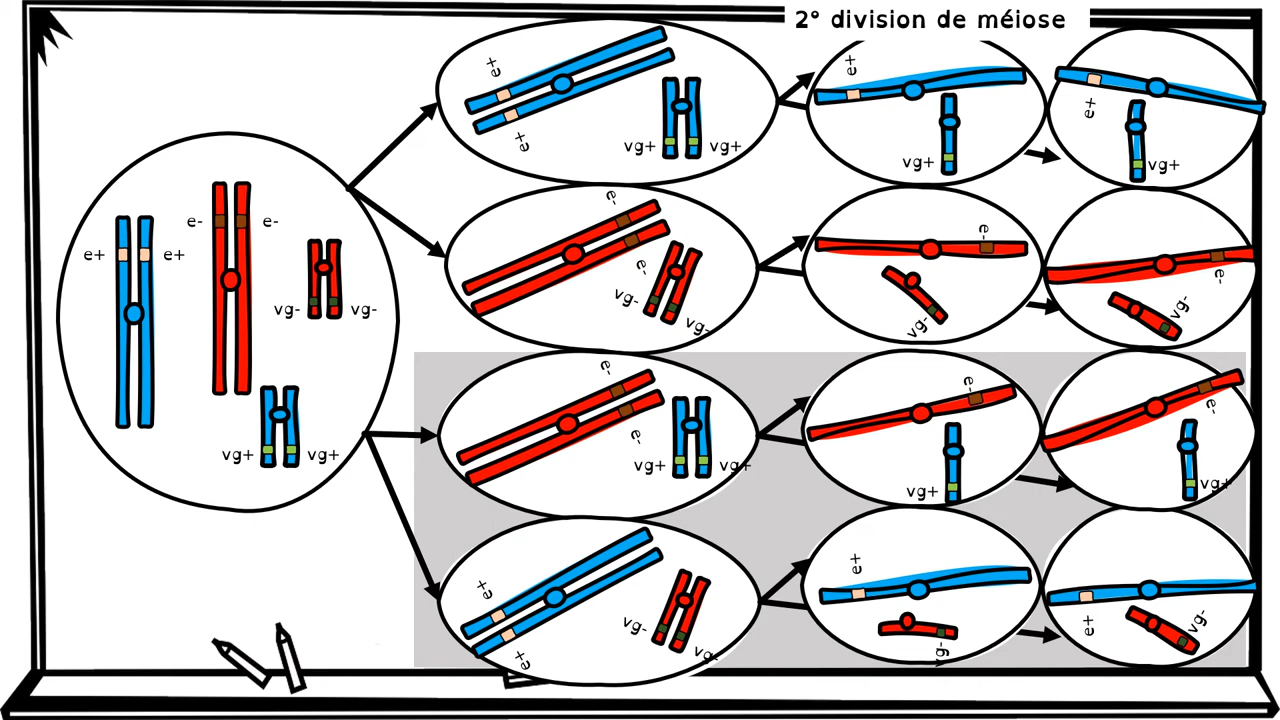 2° division de méiose
e+ e+
e- e-
vg- vg-
vg+ vg+
e+
e+
vg+ vg+
e+
vg+
e+
vg+
e-
e-
vg-
vg-
e-
vg-
e-
vg-
e-
e-
vg+ vg+
e-
vg+
e-
vg+
e+
e+
vg-
vg-
e+
vg-
e+
vg-